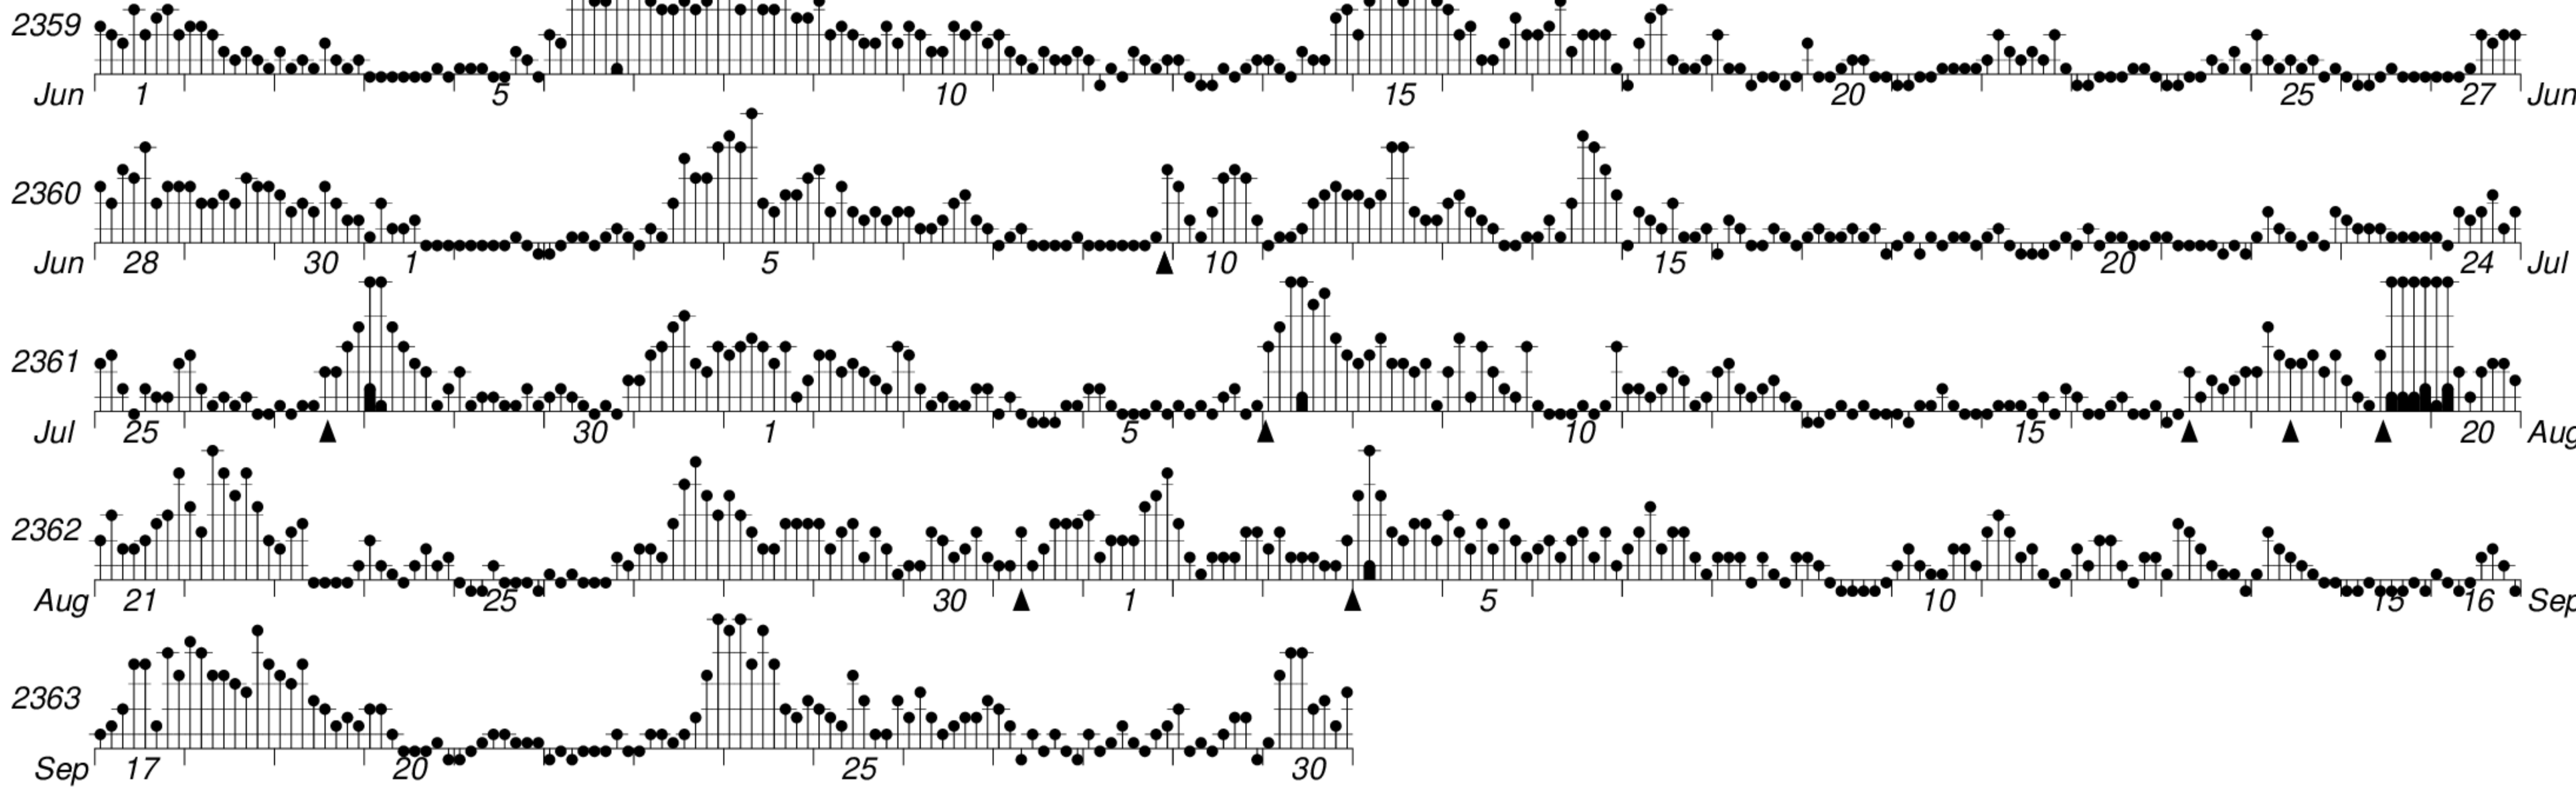 2359
Jun 1 5 10 15 20 25 27 Jun
2360
Jun 28 30 1 5 10 15 20 24 Jul
2361
Jul 25 30 1 5 10 15 20 Aug
2362
Aug 21 25 30 1 5 10 15 16 Sep
2363
Sep 17 20 25 30